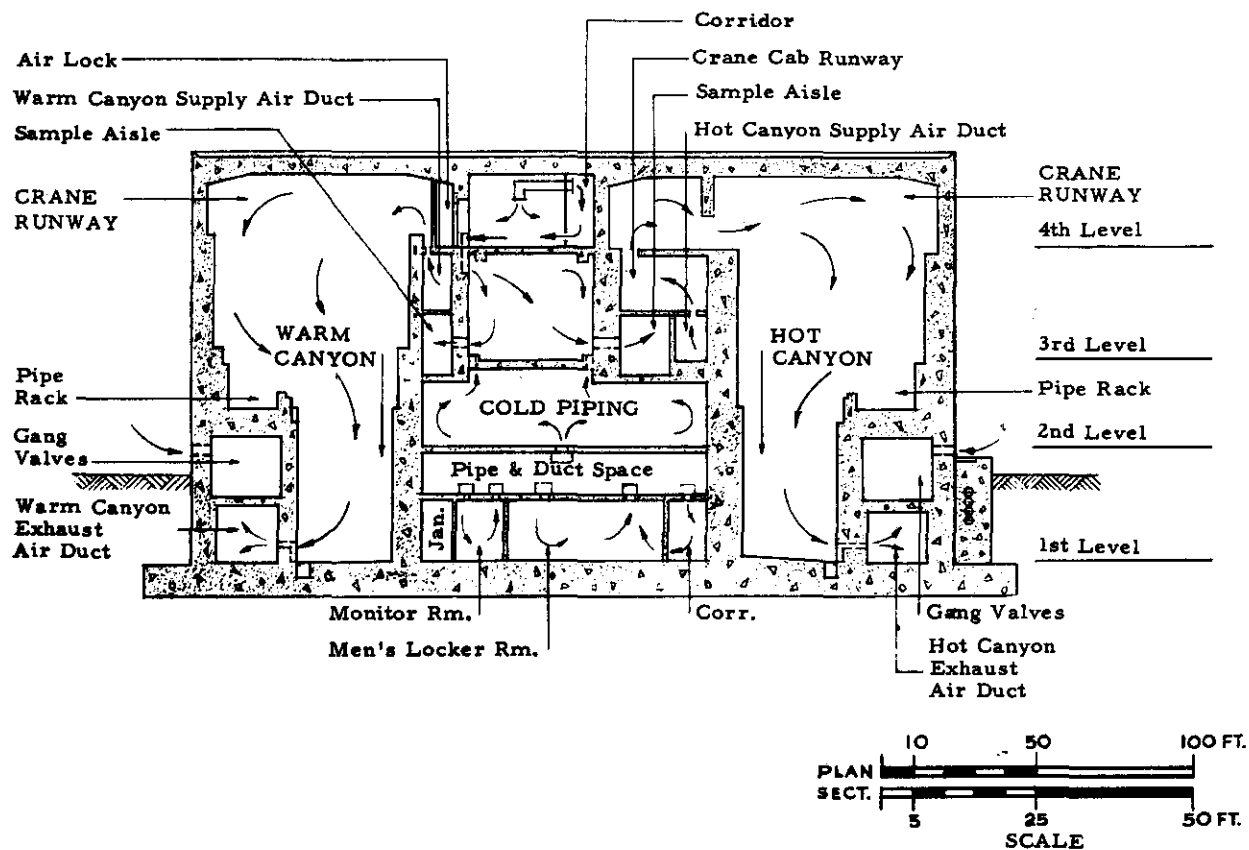 Corridor
Air Lock
Crane Cab Runway
Warm Canyon Supply Air Duct
Sample Aisle
Sample Aisle
Hot Canyon Supply Air Duct
CRANE
RUNWAY
CRANE
RUNWAY
4th Level
WARM
CANYON
HOT
CANYON
3rd Level
Pipe
Rack
Pipe Rack
COLD PIPING
2nd Level
Gang
Valves
Pipe & Duct Space
Warm Canyon
Exhaust
Air Duct
Jan.
1st Level
Monitor Rm.
Corr.
Gang Valves
Men's Locker Rm.
Hot Canyon
Exhaust
Air Duct
10 50 100 FT.
PLAN
SECT.
5 25 50 FT.
SCALE